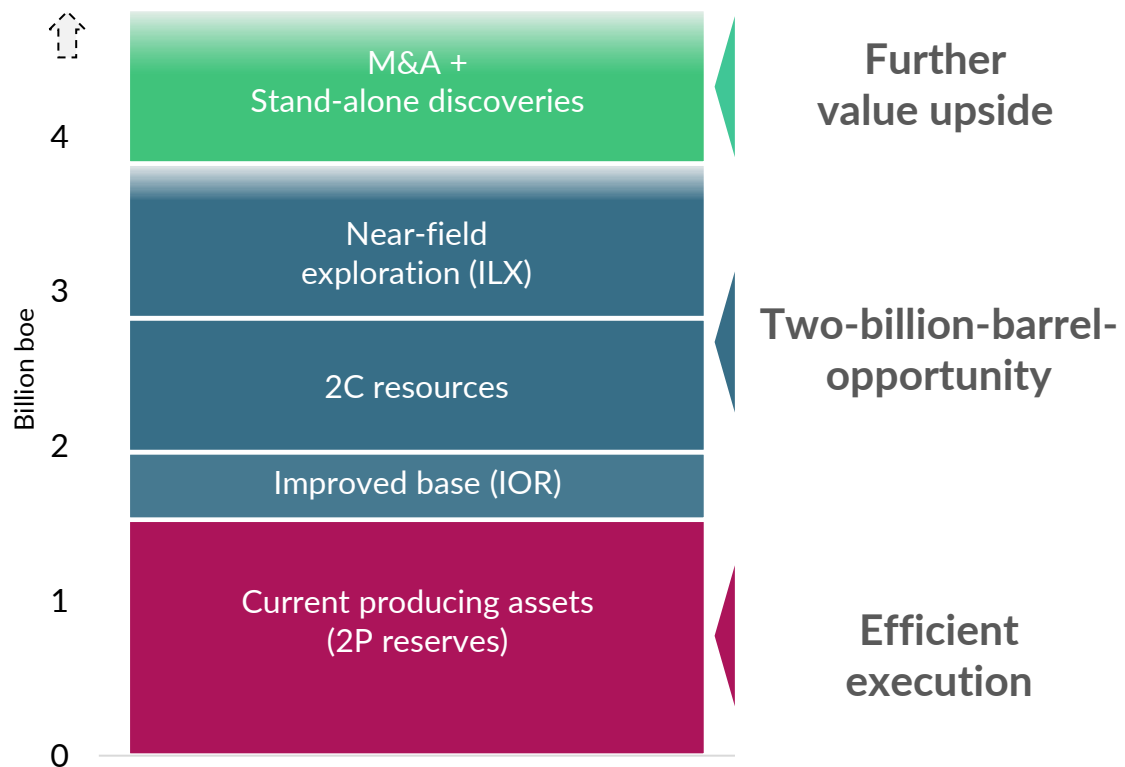 M&A +
Stand-alone discoveries
Further
value upside
4
Near-field
exploration (ILX)
3
Two-billion-barrel-
opportunity
Billion boe
2C resources
2
Improved base (IOR)
1
Current producing assets
(2P reserves)
Efficient
execution
0